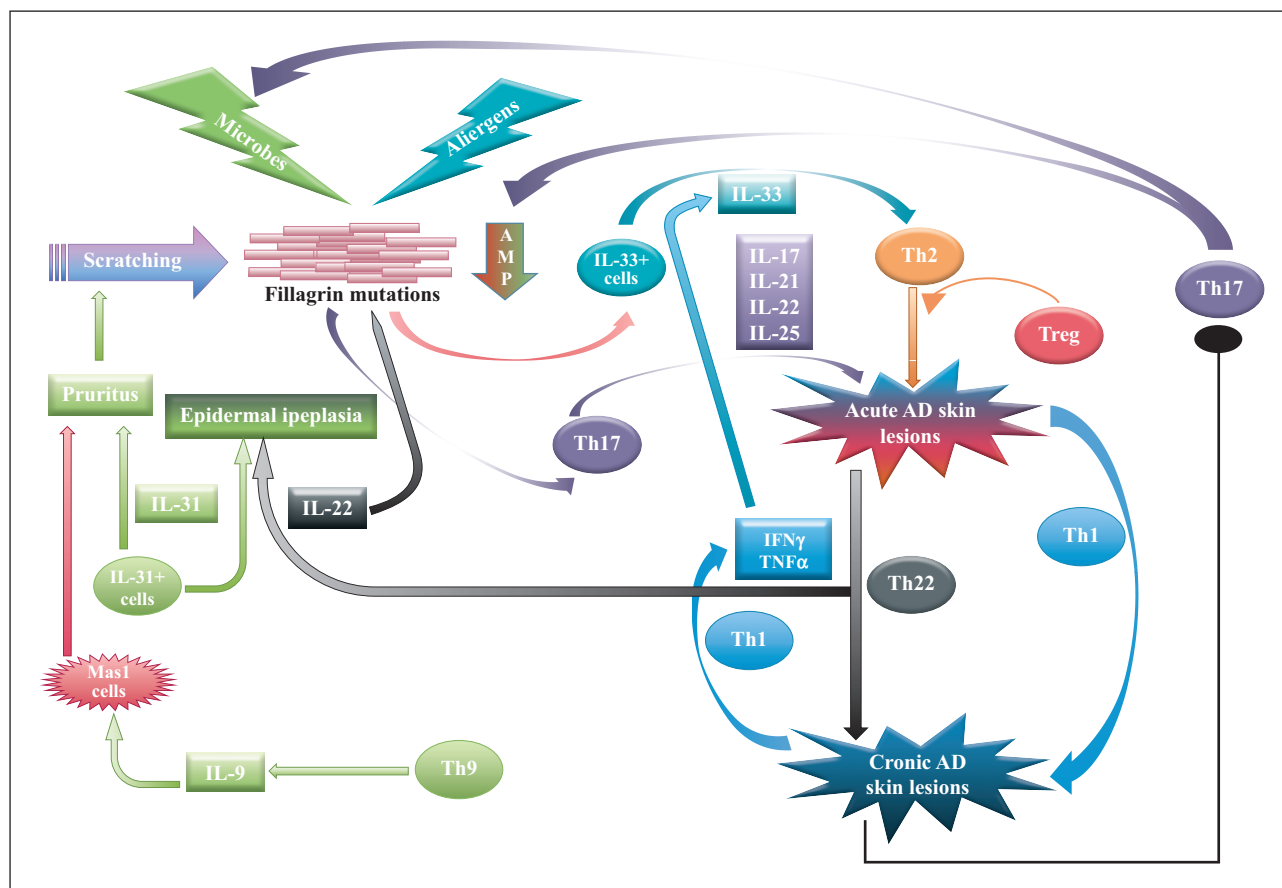 Microbes
Aliergens
Scratching
Fillagrin mutations
A
M
P
IL-33+
cells
IL-33
IL-17
IL-21
IL-22
IL-25
Th2
Treg
Th17
Pruritus
Epidermal ipeplasia
Th17
Acute AD skin
lesions
IL-31
IL-22
IL-31+
cells
IFNγ
TNFα
Th1
Th22
Th1
Mas1
cells
IL-9
Th9
Cronic AD
skin lesions